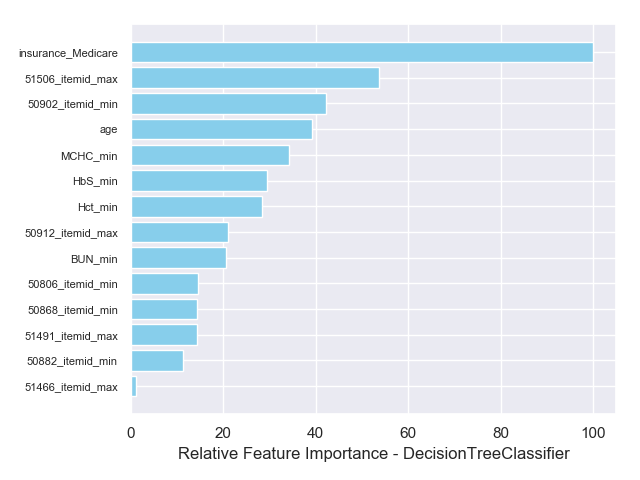 insurance_Medicare
51506_itemid_max
50902_itemid_min
age
MCHC_min
HbS_min
Hct_min
50912_itemid_max
BUN_min
50806_itemid_min
50868_itemid_min
51491_itemid_max
50882_itemid_min
51466_itemid_max
0 20 40 60 80 100
Relative Feature Importance - DecisionTreeClassifier